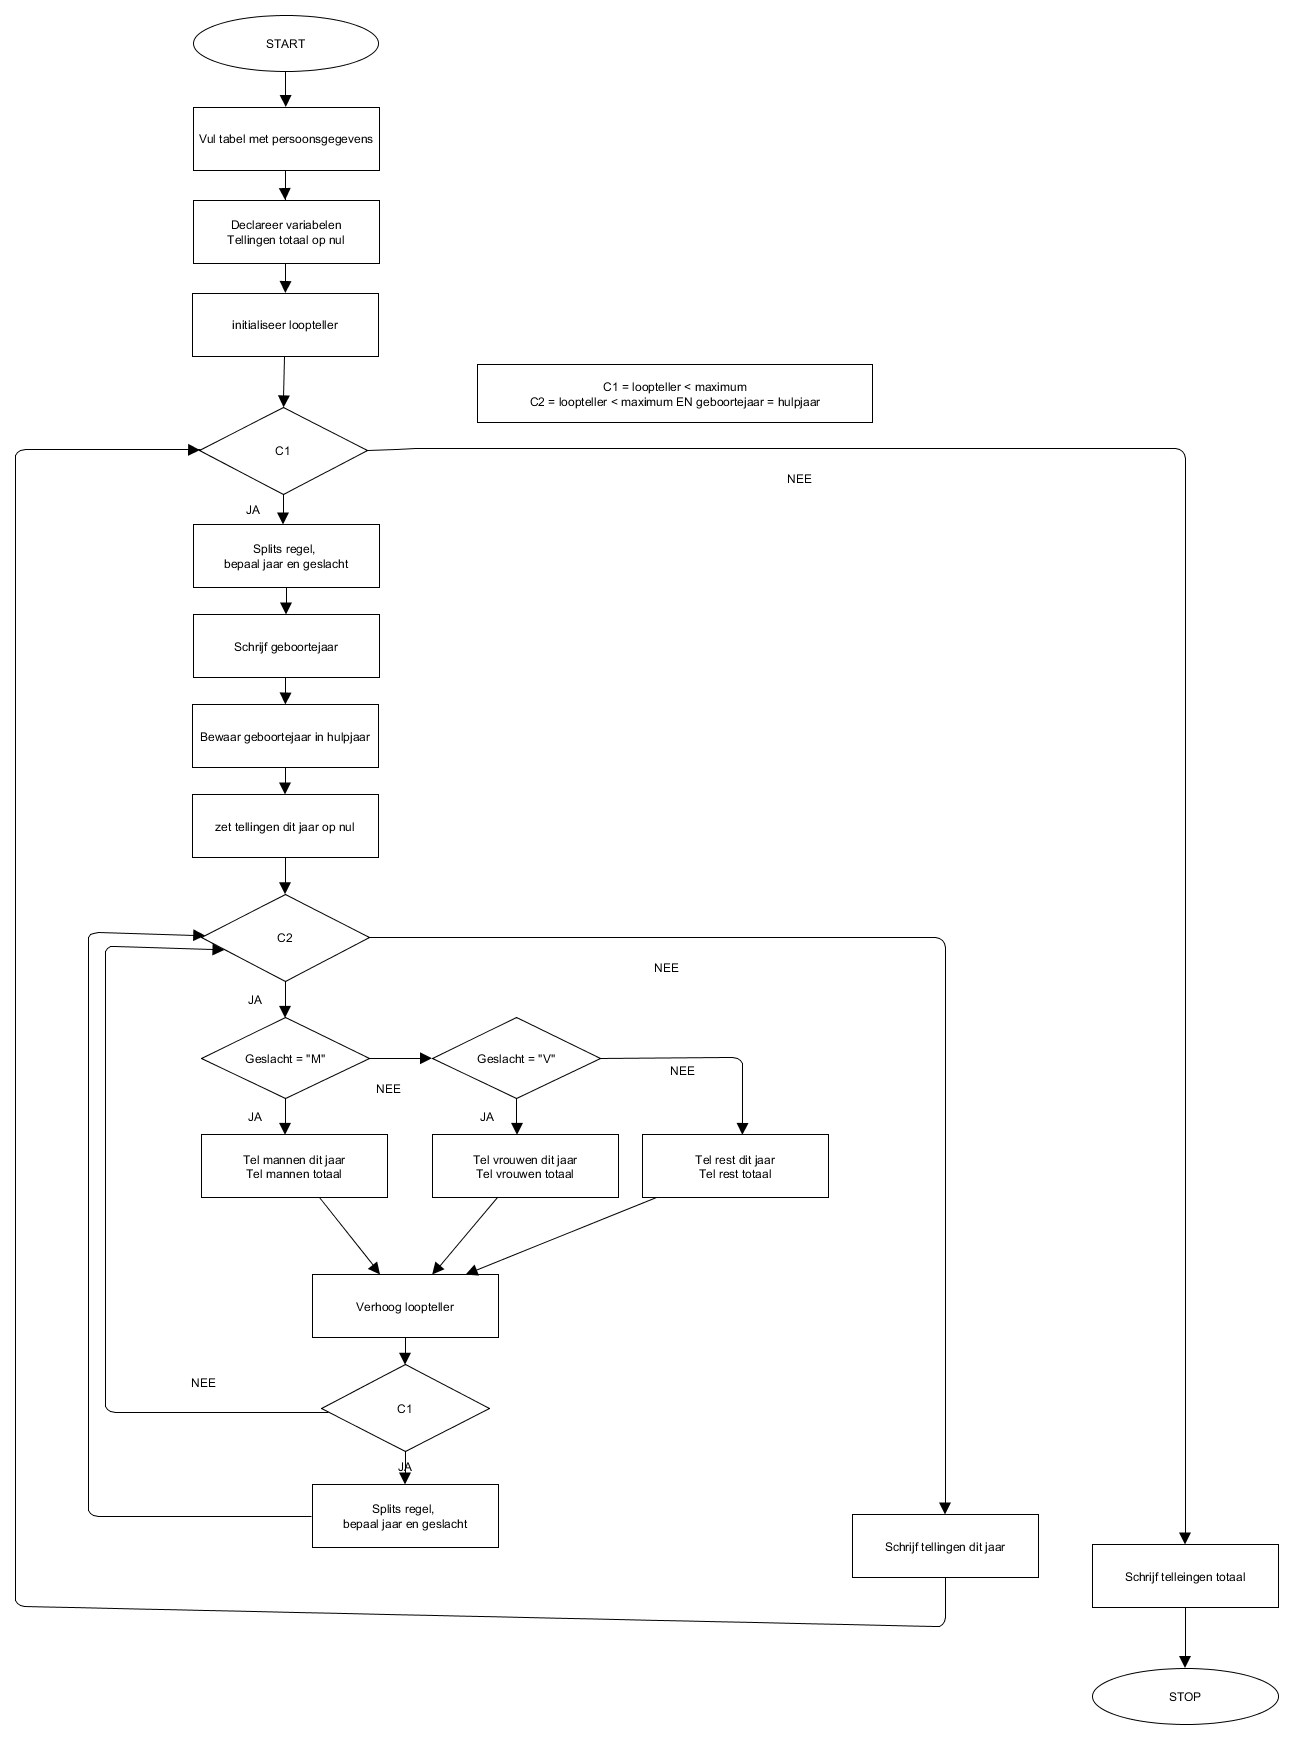 START
Vul tabel met persoonsgegevens
Declareer variabelen
Tellingen totaal op nul
initialiseer loopteller
C1 = loopteller < maximum
C2 = loopteller < maximum EN geboortejaar = hulpjaar
C1
NEE
JA
Splits regel,
bepaal jaar en geslacht
Schrijf geboortejaar
Bewaar geboortejaar in hulpjaar
zet tellingen dit jaar op nul
C2
NEE
JA
Geslacht = "M"
Geslacht = "V"
NEE
NEE
JA
JA
Tel mannen dit jaar
Tel mannen totaal
Tel vrouwen dit jaar
Tel vrouwen totaal
Tel rest dit jaar
Tel rest totaal
Verhoog loopteller
NEE
C1
JA
Splits regel,
bepaal jaar en geslacht
Schrijf tellingen dit jaar
Schrijf telleingen totaal
STOP